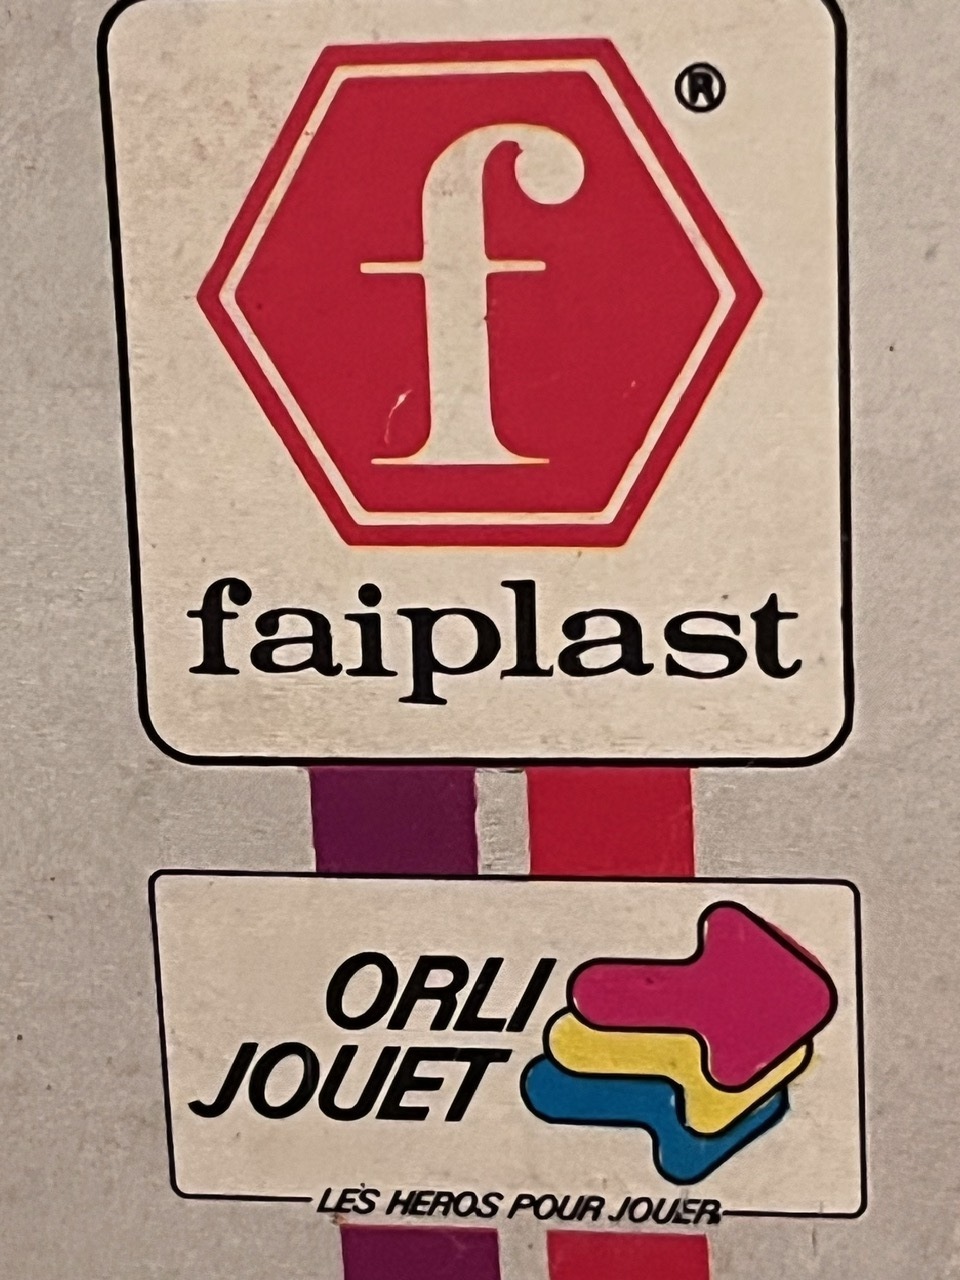 ®
f
faiplast
ORLI
JOUET
LES HEROS POUR JOUER